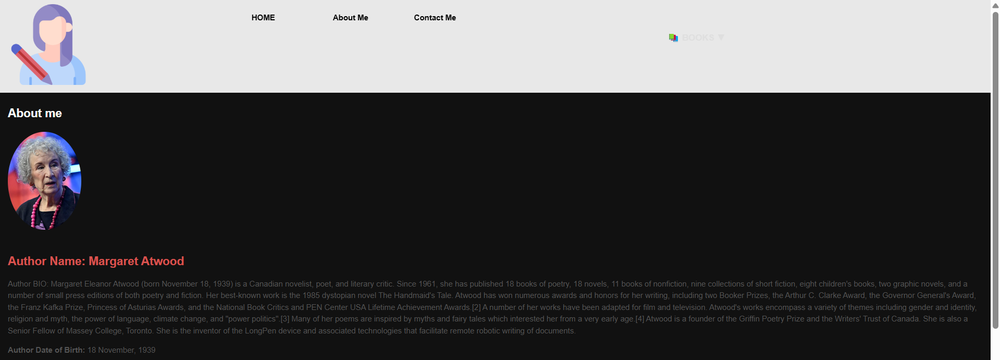 HOME About Me Contact Me
BOOKS ▼
About me
Author Name: Margaret Atwood
Author BIO: Margaret Eleanor Atwood (born November 18, 1939) is a Canadian novelist, poet, and literary critic. Since 1961, she has published 18 books of poetry, 18 novels, 11 books of nonfiction, nine collections of short fiction, eight children's books, two graphic novels, and a
number of small press editions of both poetry and fiction. Her best-known work is the 1985 dystopian novel The Handmaid's Tale. Atwood has won numerous awards and honors for her writing, including two Booker Prizes, the Arthur C. Clarke Award, the Governor General's Award,
the Franz Kafka Prize, Princess of Asturias Awards, and the National Book Critics and PEN Center USA Lifetime Achievement Awards.[2] A number of her works have been adapted for film and television. Atwood's works encompass a variety of themes including gender and identity,
religion and myth, the power of language, climate change, and "power politics".[3] Many of her poems are inspired by myths and fairy tales which interested her from a very early age.[4] Atwood is a founder of the Griffin Poetry Prize and the Writers' Trust of Canada. She is also a
Senior Fellow of Massey College, Toronto. She is the inventor of the LongPen device and associated technologies that facilitate remote robotic writing of documents.
Author Date of Birth: 18 November, 1939